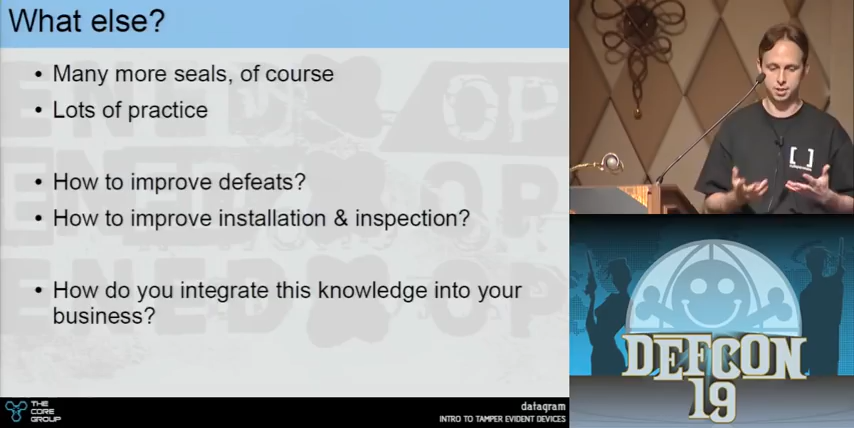 What else?
• Many more seals, of course
• Lots of practice
• How to improve defeats?
• How to improve installation & inspection?
• How do you integrate this knowledge into your
business?
THE
CORE
GROUP
datagram
INTRO TO TAMPER EVIDENT DEVICES
[ ]
DEFCON
19